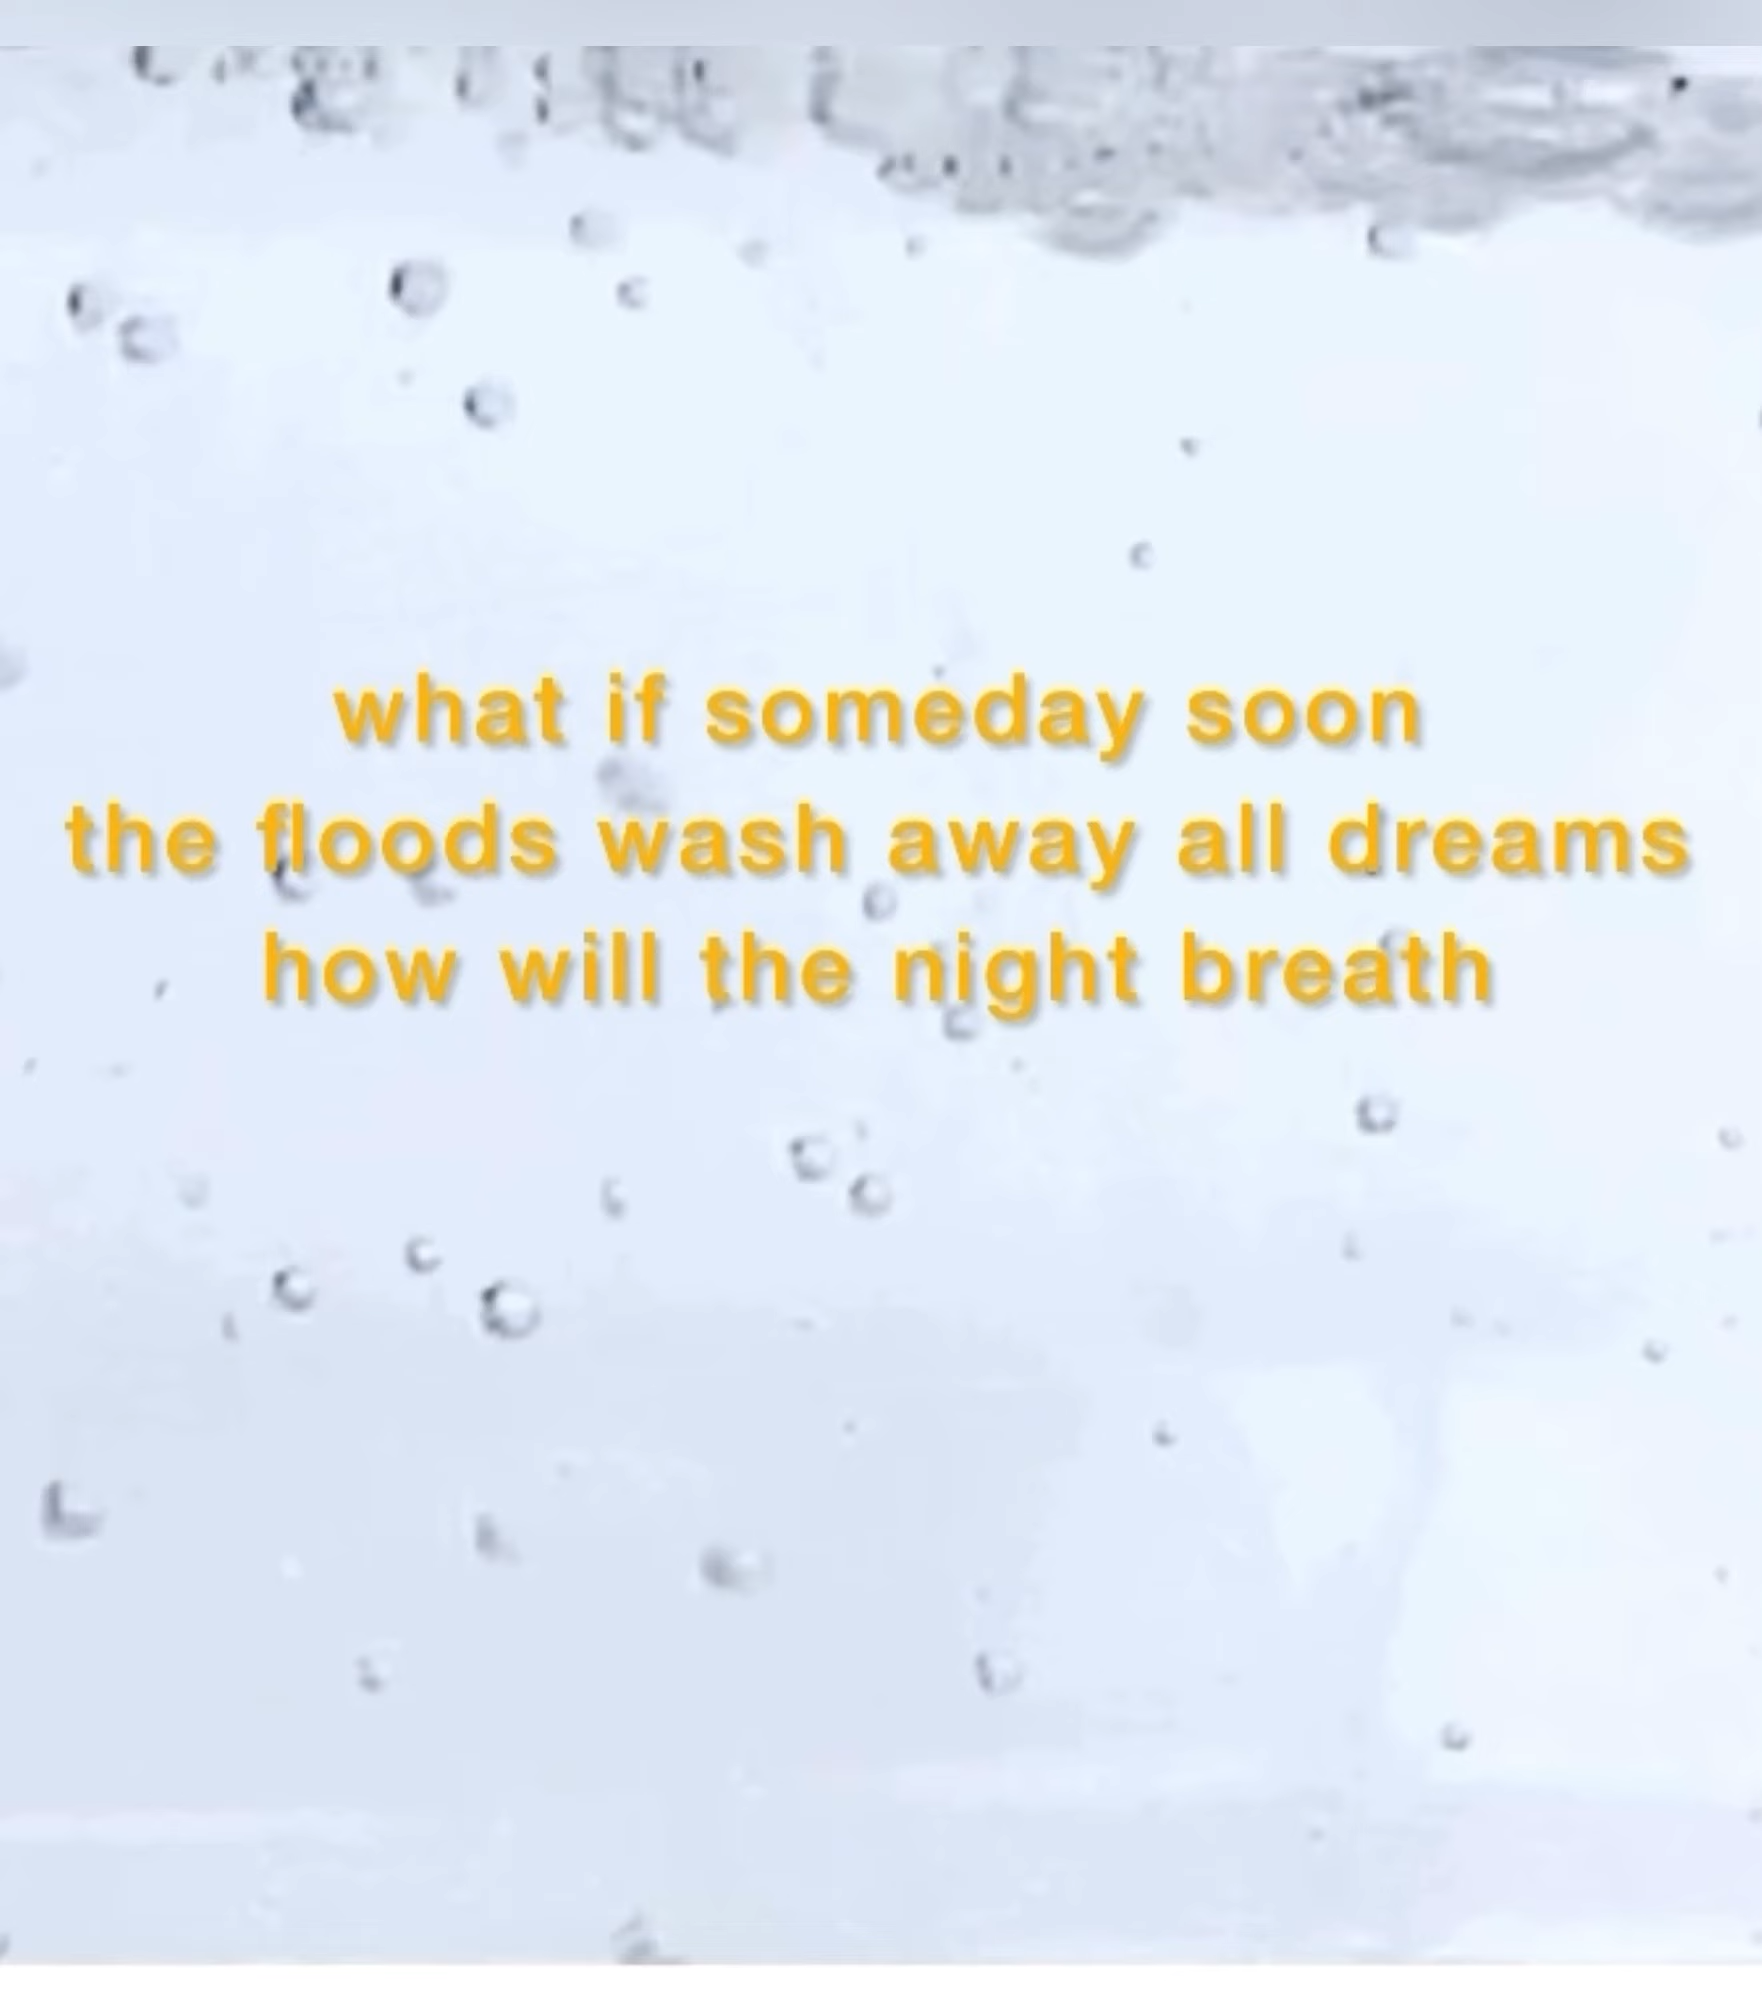 what if someday soon
the floods wash away all dreams
how will the night breath